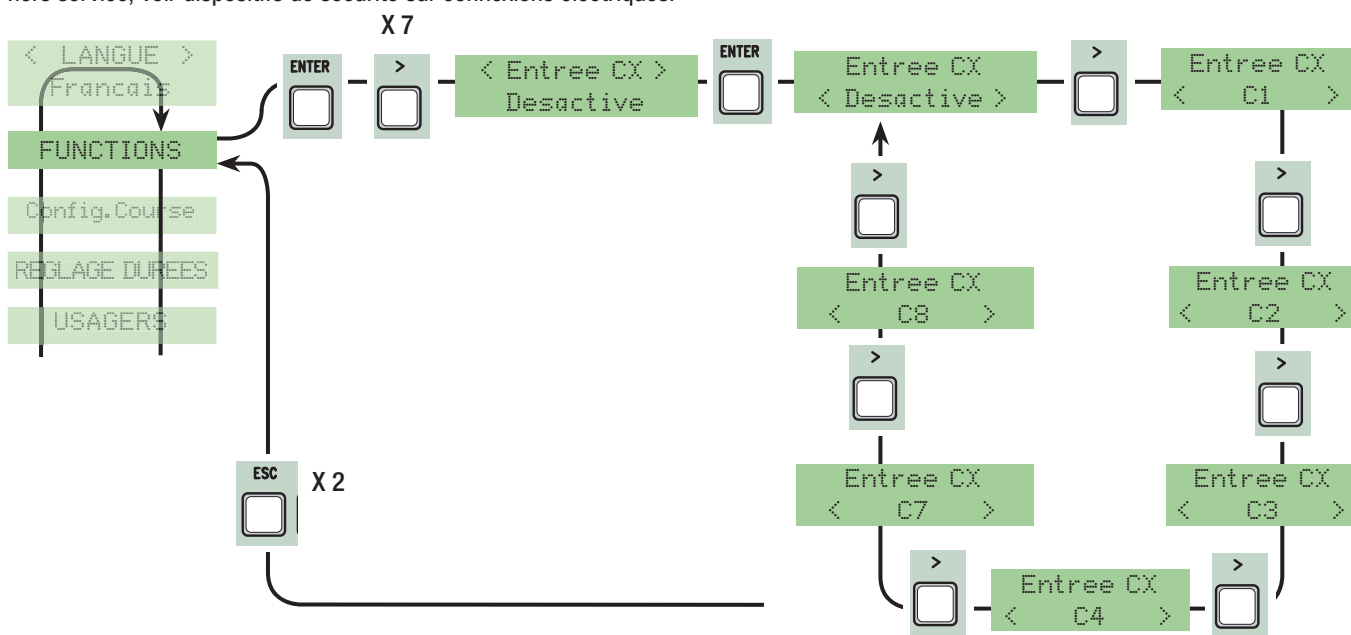 X 7
< LANGUE >
Francais
FUNCTIONS
Config.Course
REGLAGE DUREES
USAGERS
ENTER
>
< Entree CX >
Desactive
ENTER
Entree CX
< Desactive >
>
Entree CX
< C1 >
>
Entree CX
< C2 >
>
Entree CX
< C3 >
>
Entree CX
< C4 >
>
Entree CX
< C7 >
>
Entree CX
< C8 >
>
ESC
X 2